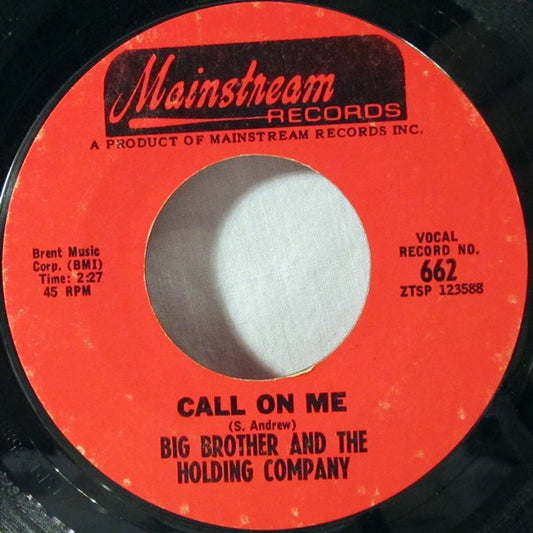 Mainstream
RECORDS
A PRODUCT OF MAINSTREAM RECORDS INC.
Brent Music
Corp. (BMI)
Time: 2:27
45 RPM
VOCAL
RECORD NO.
662
ZTSP 123588
CALL ON ME
(S. Andrew)
BIG BROTHER AND THE
HOLDING COMPANY